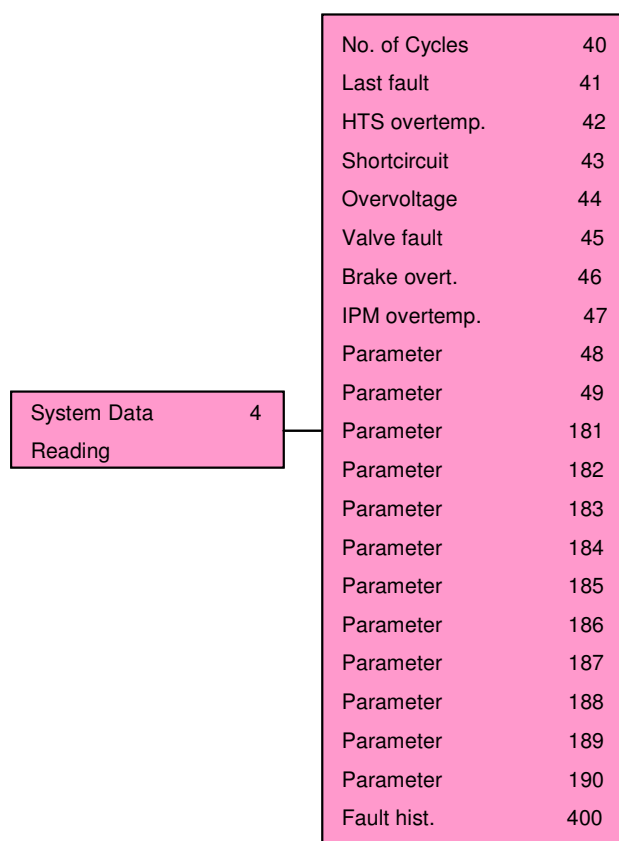 System Data 4
Reading
No. of Cycles 40
Last fault 41
HTS overtemp. 42
Shortcircuit 43
Overvoltage 44
Valve fault 45
Brake overt. 46
IPM overtemp. 47
Parameter 48
Parameter 49
Parameter 181
Parameter 182
Parameter 183
Parameter 184
Parameter 185
Parameter 186
Parameter 187
Parameter 188
Parameter 189
Parameter 190
Fault hist. 400